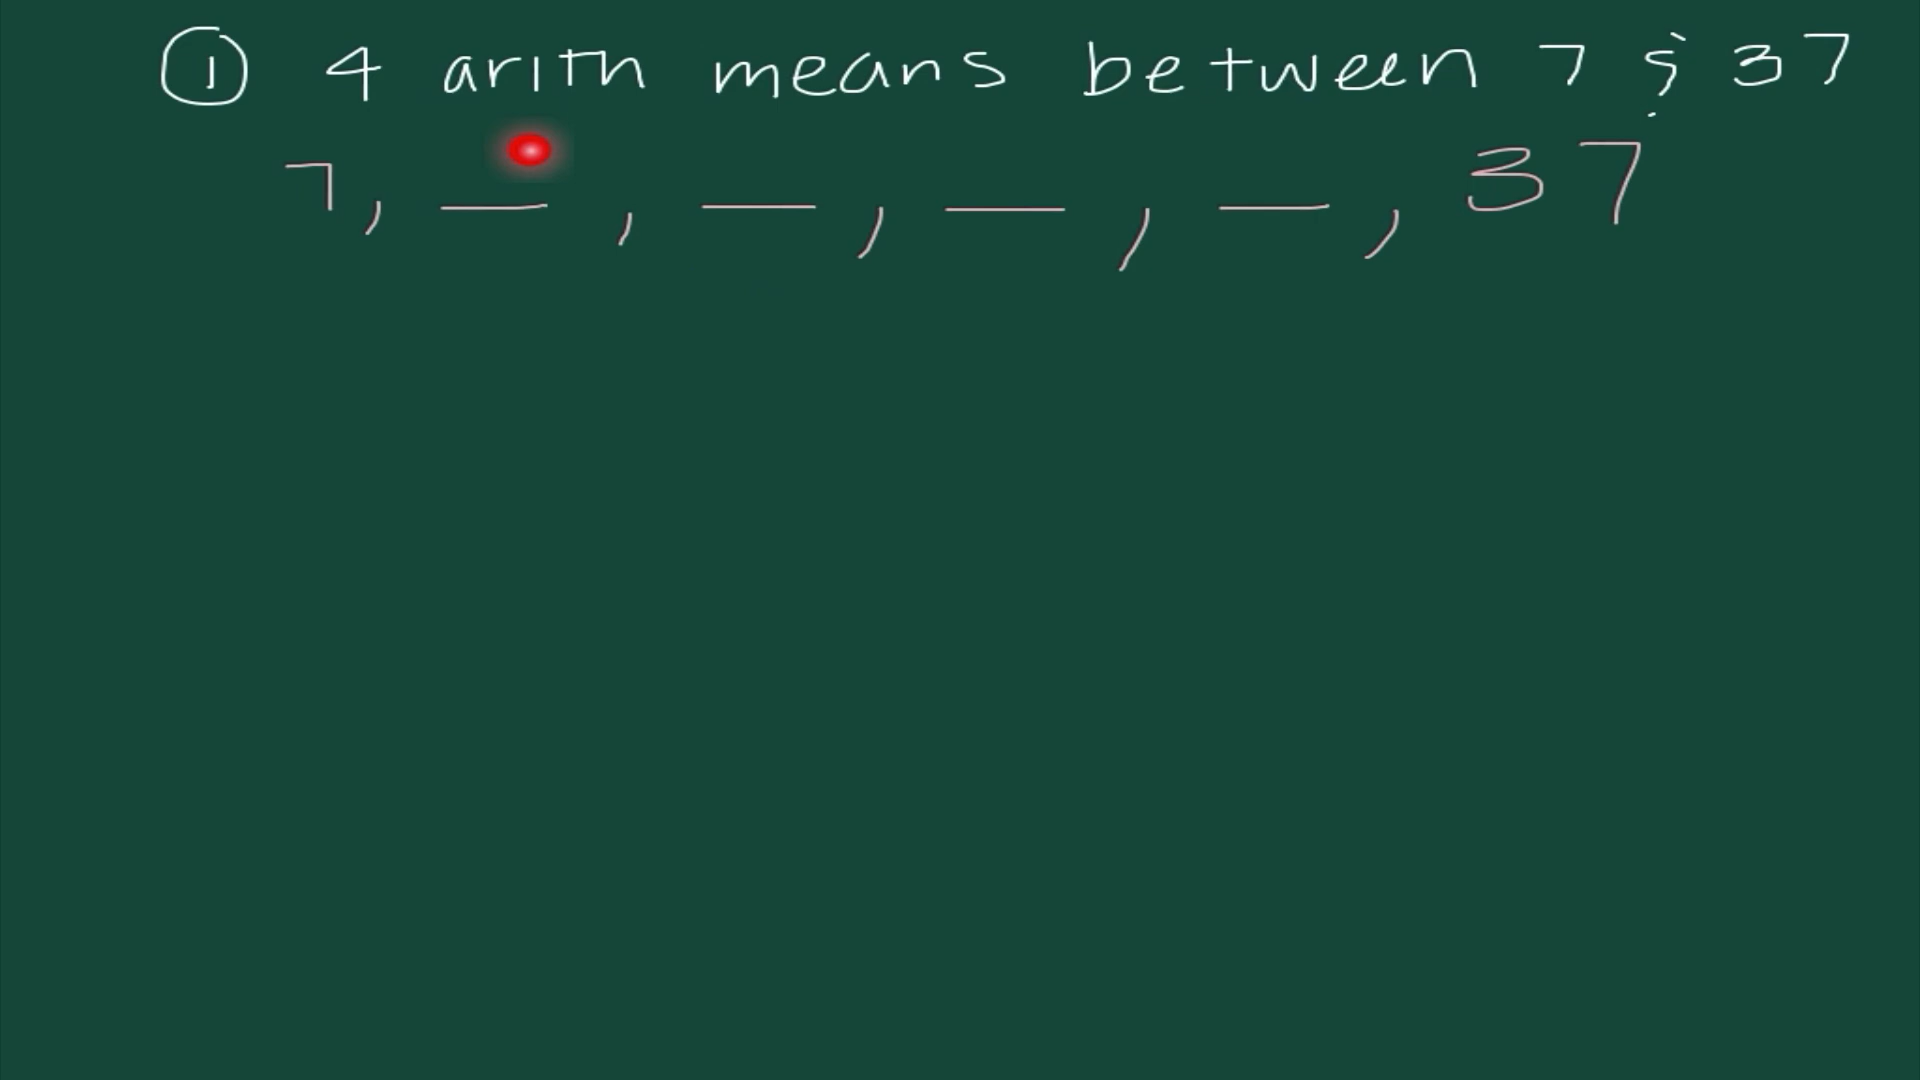 ① 4 arith means between 7 & 37
7, __, __, __, __, 37